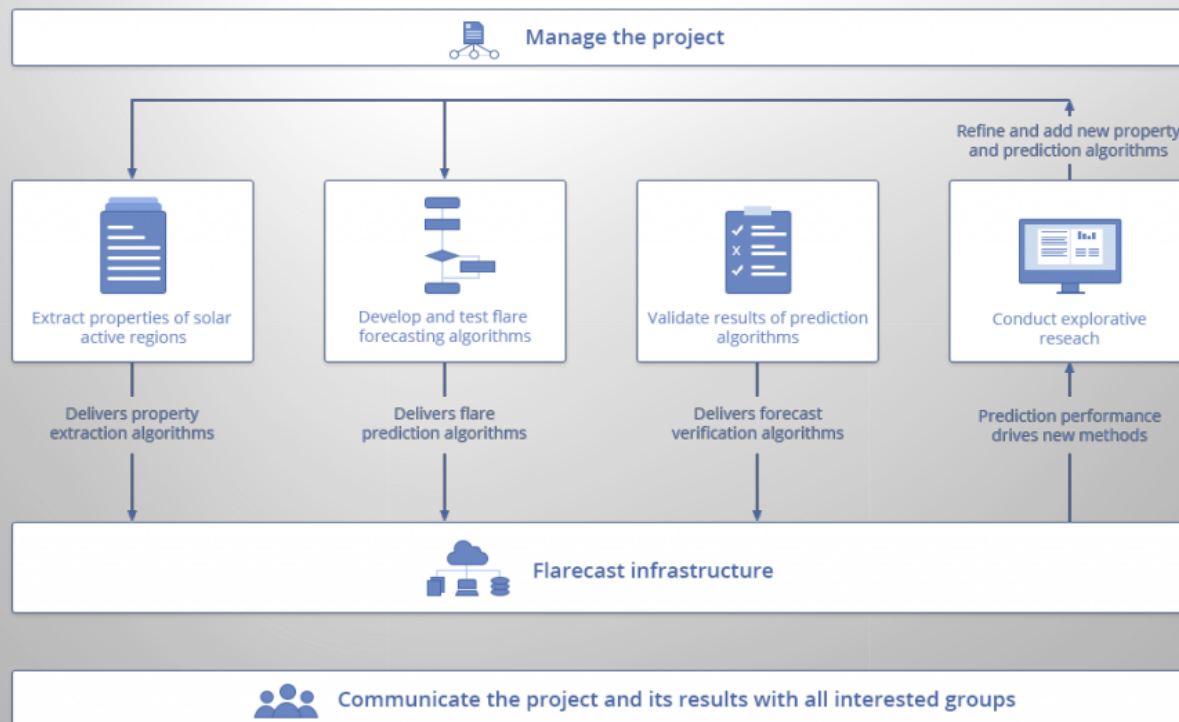 Manage the project
Refine and add new property
and prediction algorithms
Extract properties of solar
active regions
Develop and test flare
forecasting algorithms
Validate results of prediction
algorithms
Conduct explorative
reseach
Delivers property
extraction algorithms
Delivers flare
prediction algorithms
Delivers forecast
verification algorithms
Prediction performance
drives new methods
Flarecast infrastructure
Communicate the project and its results with all interested groups